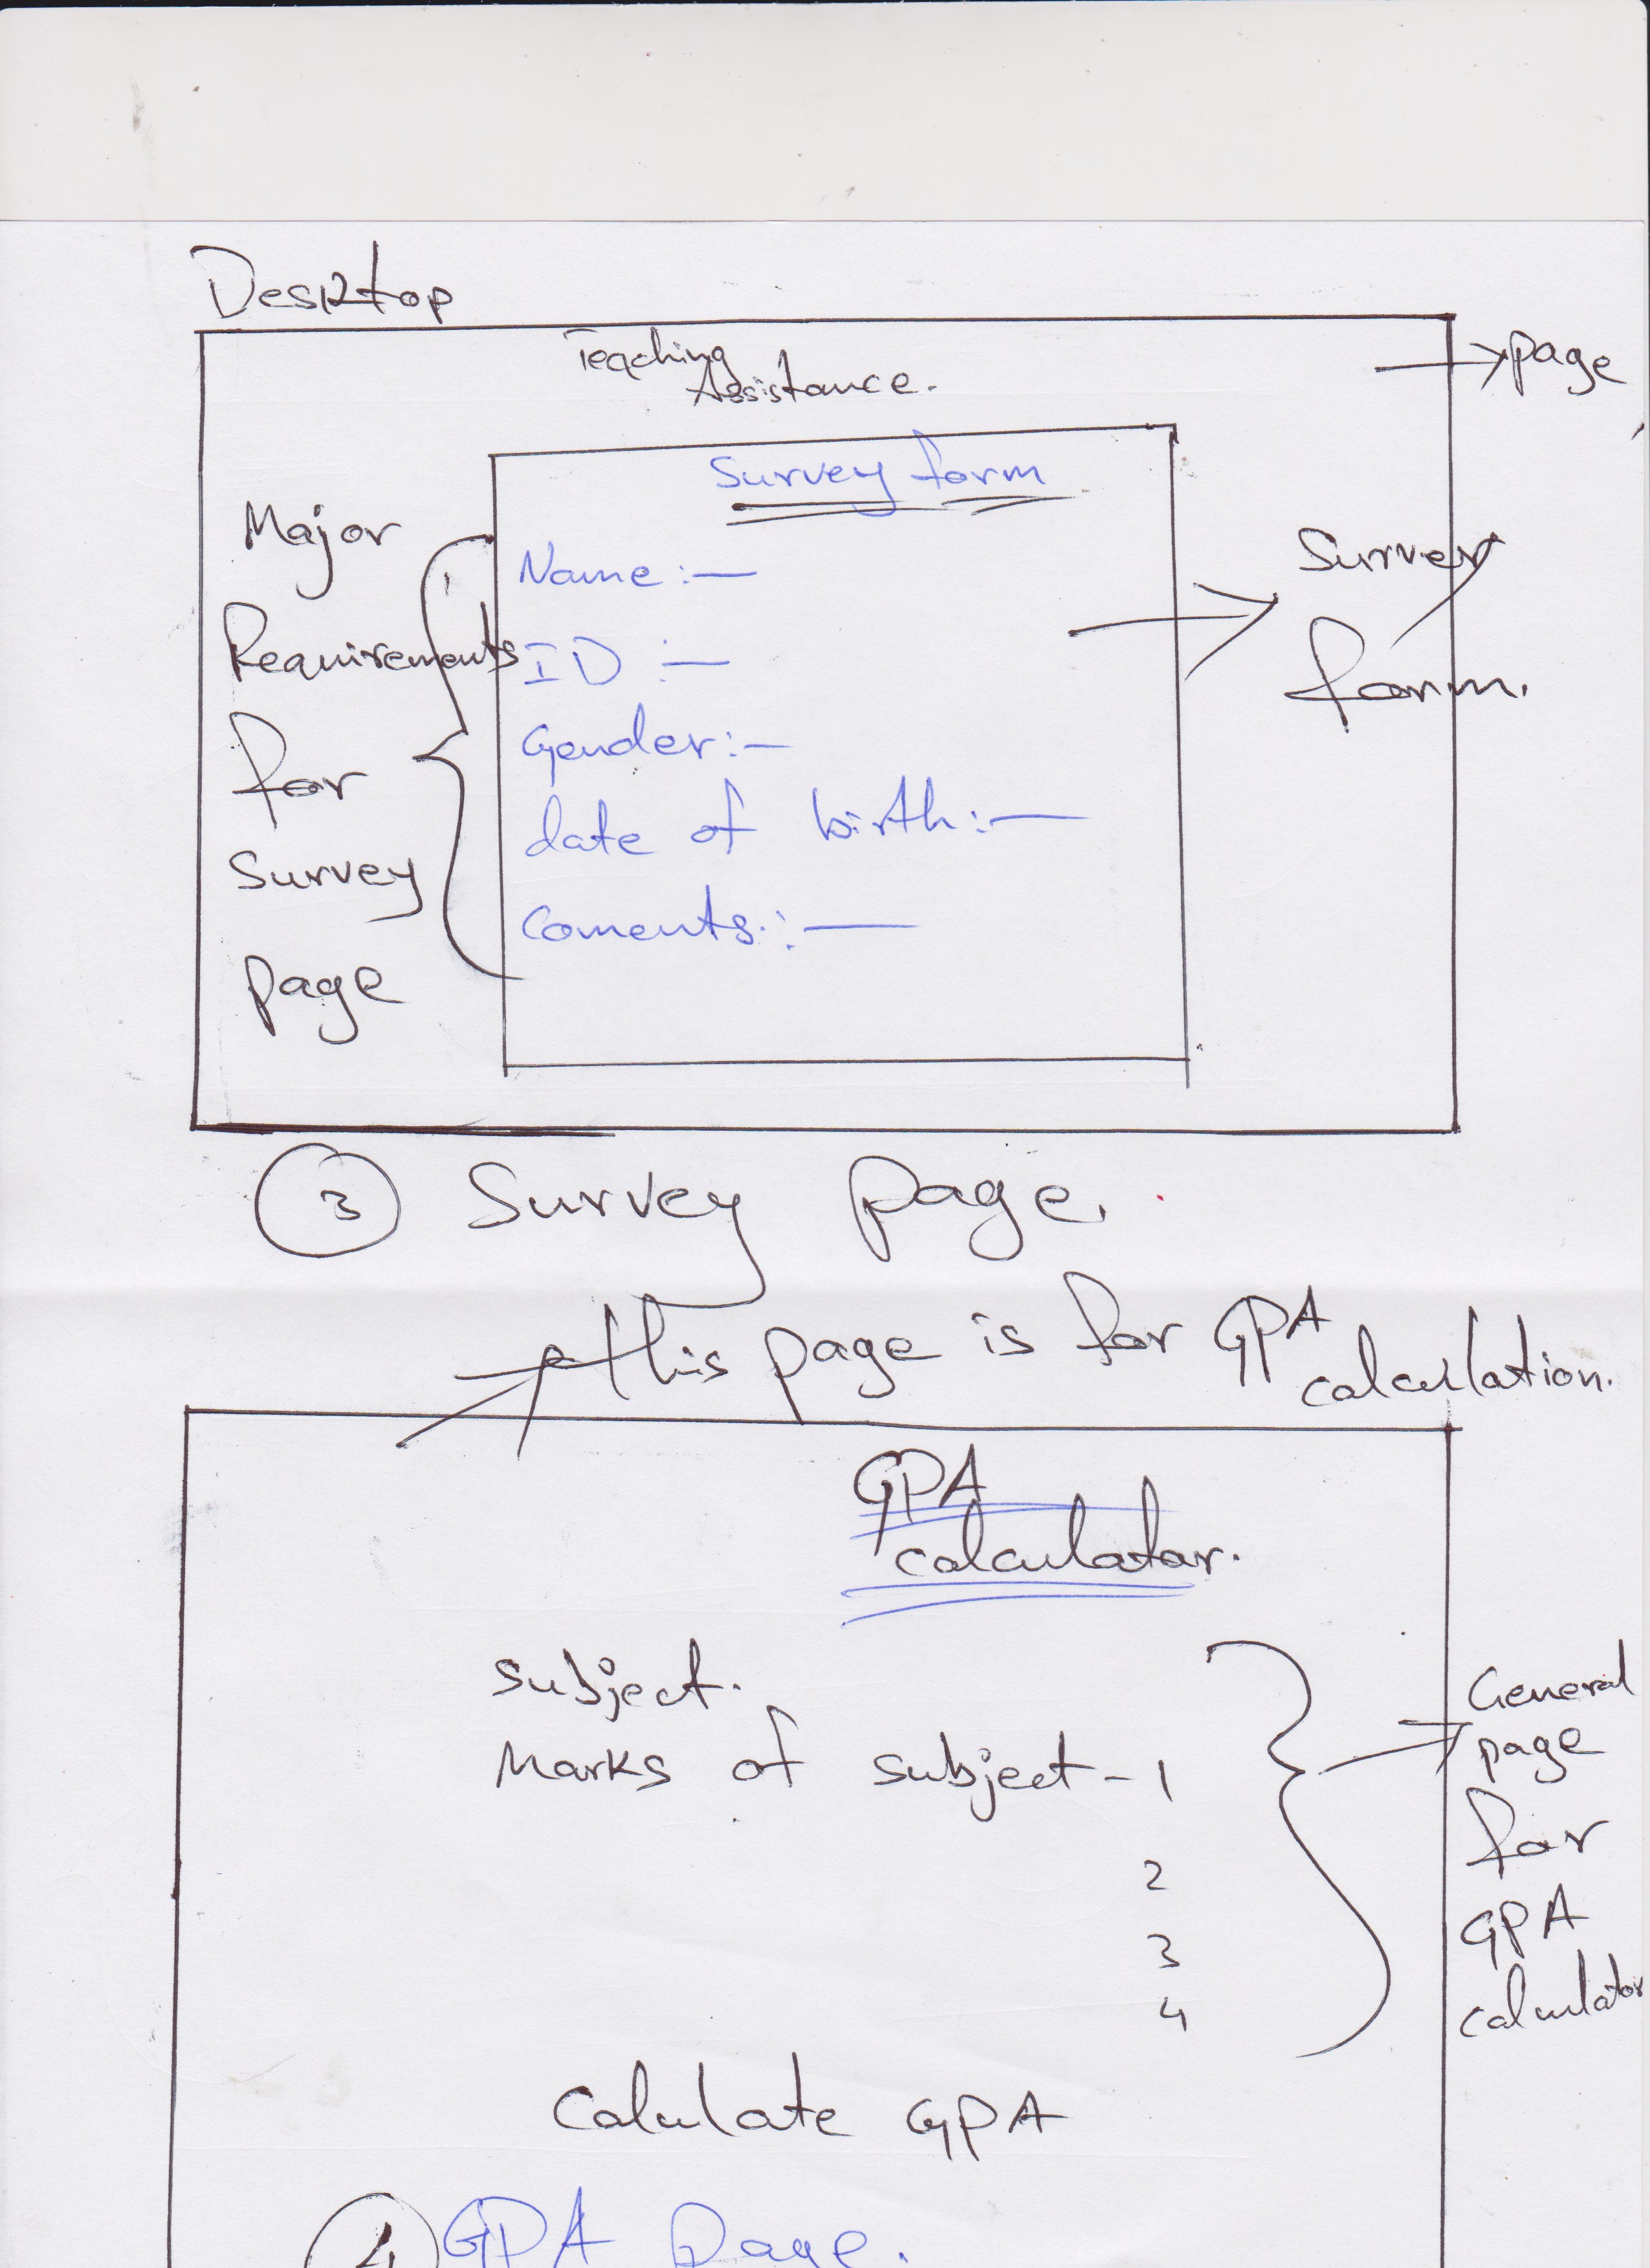 Desktop
Teaching
Assistance.
page
Survey form
Major
Requirements
for
Survey
page
Name :—
ID :—
Gender:—
date of birth:—
Coments.:—
Survey
form.
3 Survey page.
this page is for GPA
calculation.
GPA
calculator.
Subject.
Marks of subject - 1
2
3
4
General
page
for
GPA
calculator
Calulate GPA
4 GPA Page.